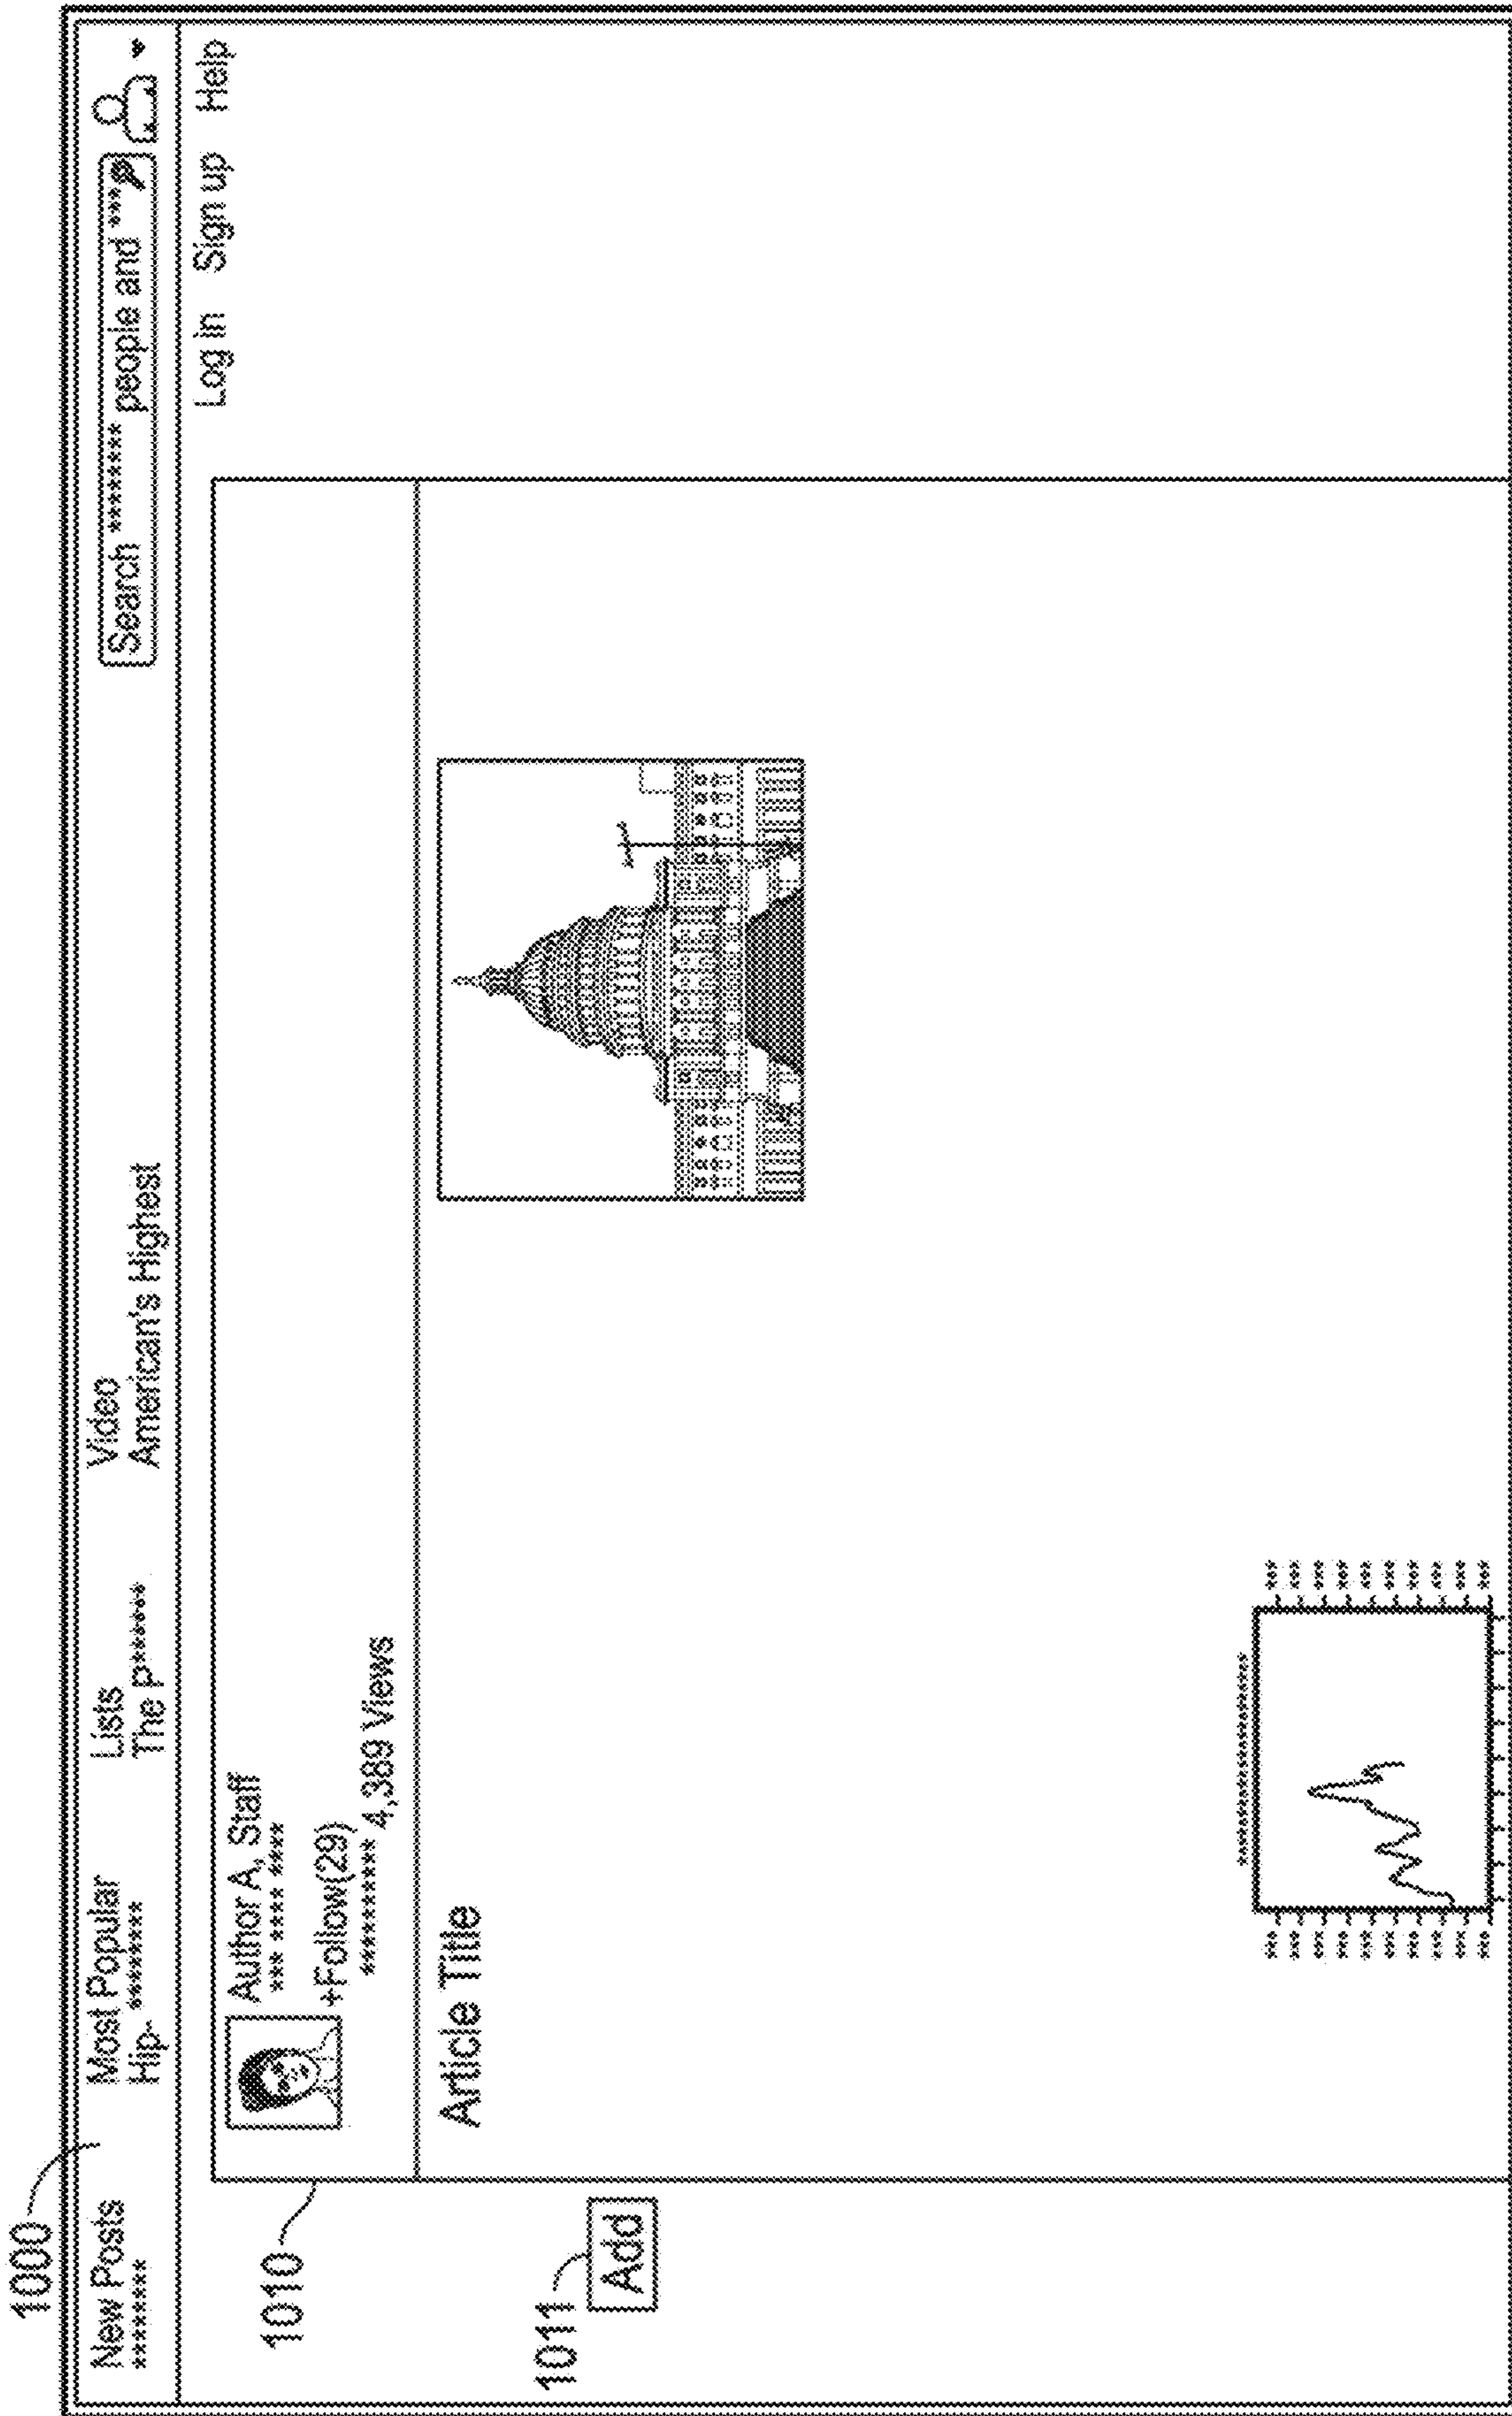 1000
New Posts Most Popular Lists Video Search ******** people and ***
******** Hip- ******** The P****** American's Highest
Log in Sign up Help
1010
Author A, Staff
*** **** ****
+Follow(29)
********** 4,389 Views
Article Title
1011
Add